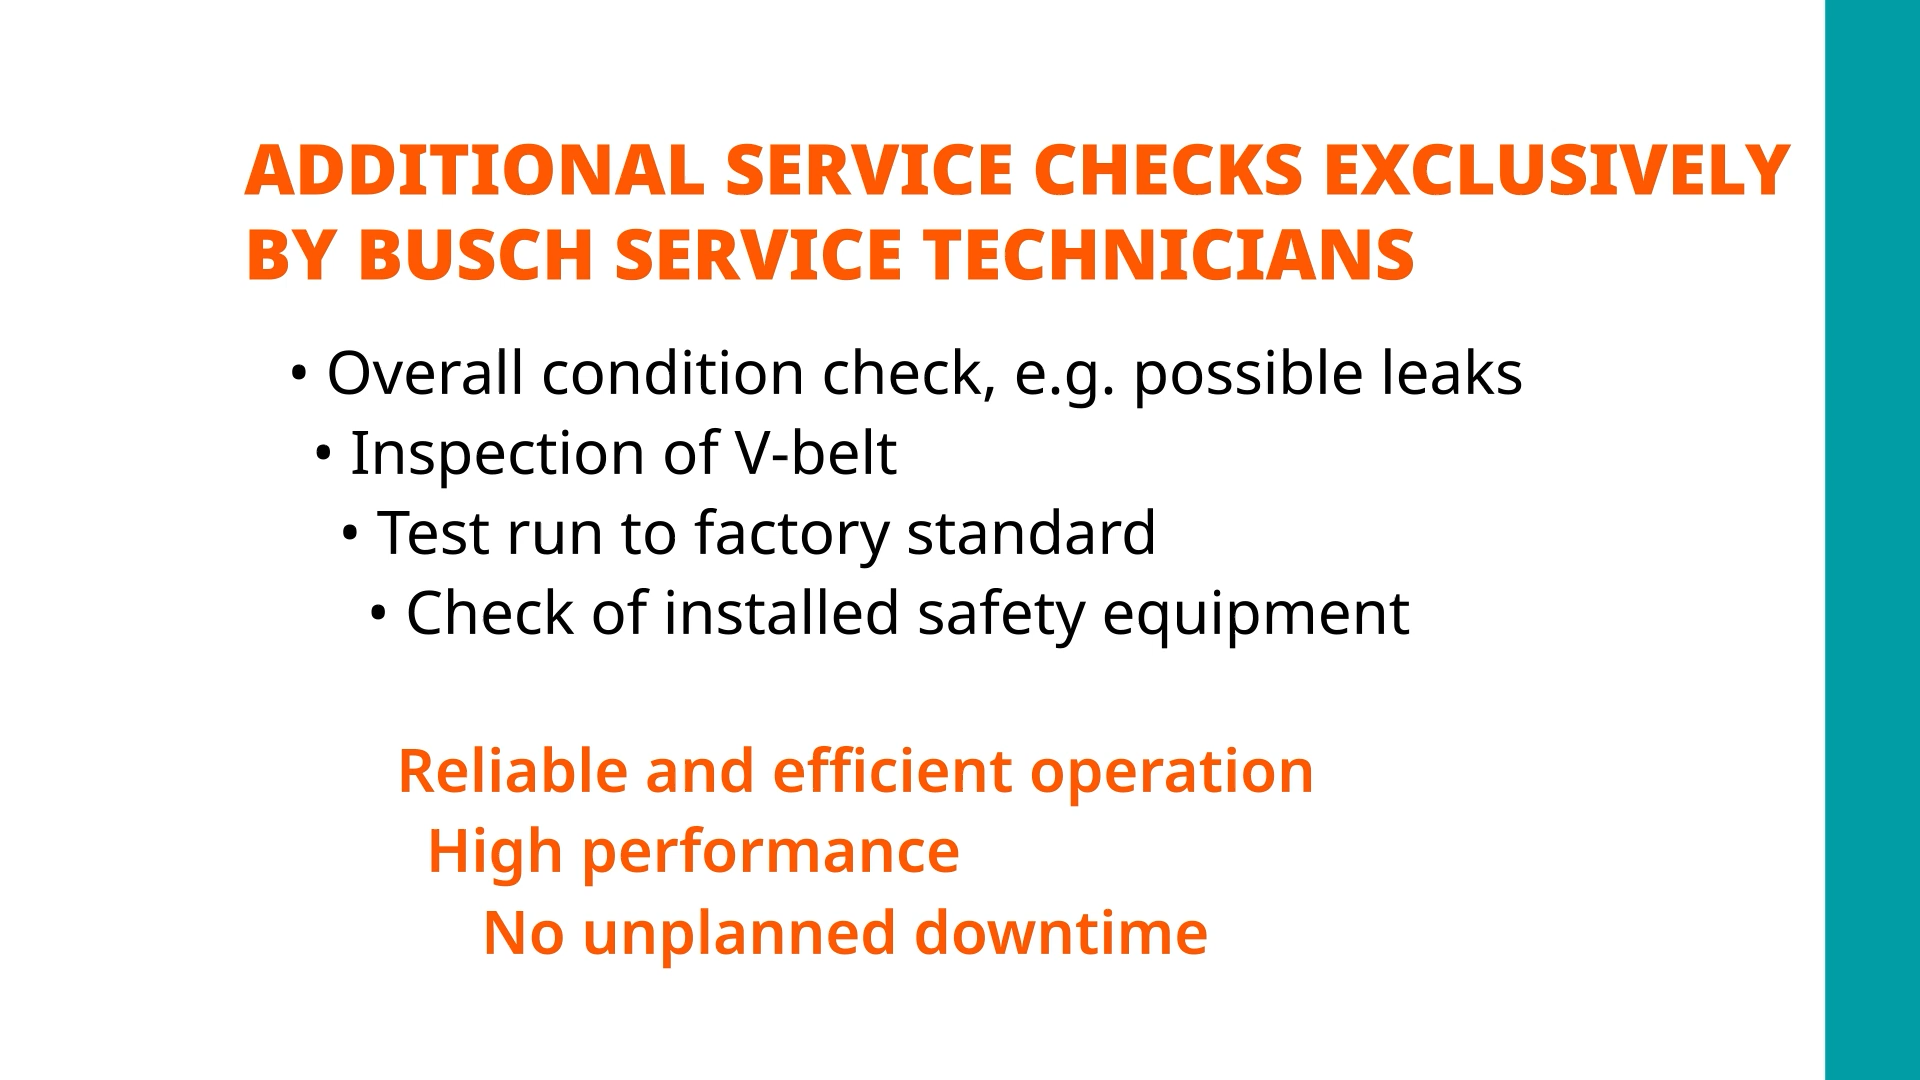 ADDITIONAL SERVICE CHECKS EXCLUSIVELY
BY BUSCH SERVICE TECHNICIANS
• Overall condition check, e.g. possible leaks
• Inspection of V-belt
• Test run to factory standard
• Check of installed safety equipment
Reliable and efficient operation
High performance
No unplanned downtime